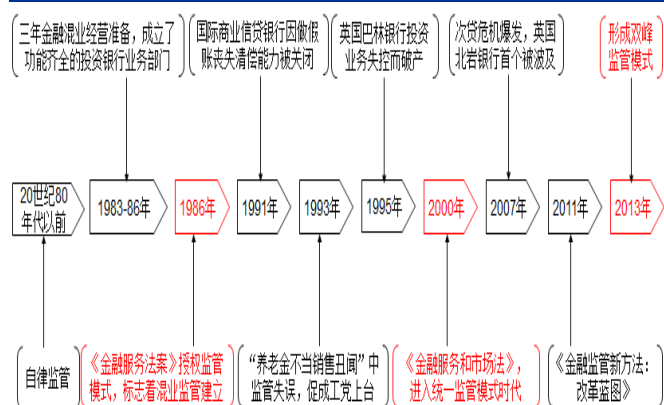 三年金融混业经营准备，成立了
功能齐全的投资银行业务部门
国际商业信贷银行因做假
账丧失清偿能力被关闭
英国巴林银行投资
业务失控而破产
次贷危机爆发，英国
北岩银行首个被波及
形成双峰
监管模式
20世纪80
年代以前
1983-86年
1986年
1991年
1993年
1995年
2000年
2007年
2011年
2013年
自律监管
《金融服务法案》授权监管
模式，标志着混业监管建立
“养老金不当销售丑闻”中
监管失误，促成工党上台
《金融服务和市场法》，
进入统一监管模式时代
《金融监管新方法：
改革蓝图》